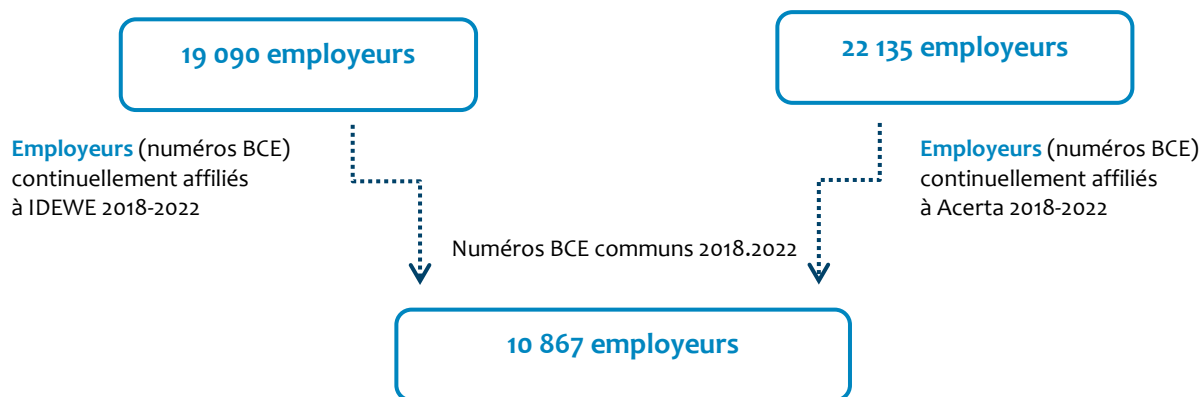 19 090 employeurs
22 135 employeurs
Employeurs (numéros BCE)
continuellement affiliés
à IDEWE 2018-2022
Employeurs (numéros BCE)
continuellement affiliés
à Acerta 2018-2022
Numéros BCE communs 2018.2022
10 867 employeurs